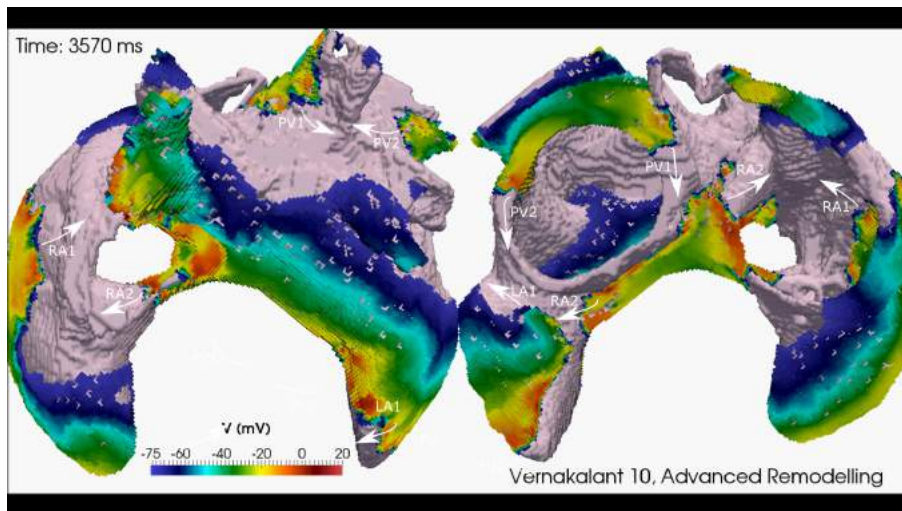 Time: 3570 ms
PV1
PV2
RA1
RA2
LA1
PV1
RA2
RA1
PV2
LA1
RA2
V (mV)
-75 -60 -40 -20 0 20
Vernakalant 10, Advanced Remodelling